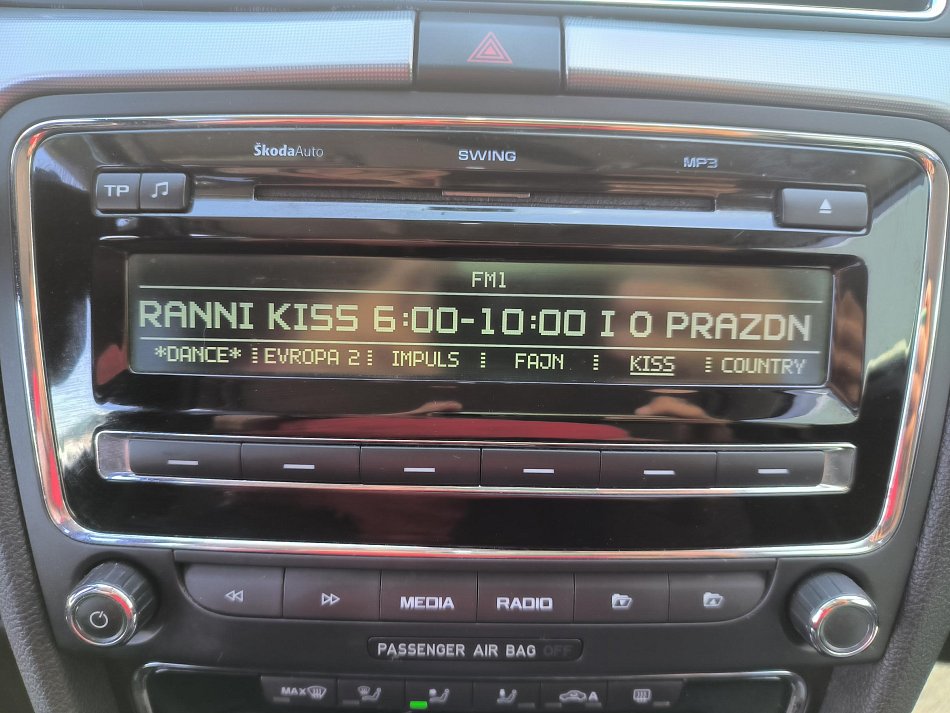 ŠkodaAuto SWING MP3
TP
FM1
RANNI KISS 6:00-10:00 I O PRAZDN
*DANCE* EVROPA 2 IMPULS FAJN KISS COUNTRY
MEDIA RADIO
PASSENGER AIR BAG OFF
MAX A